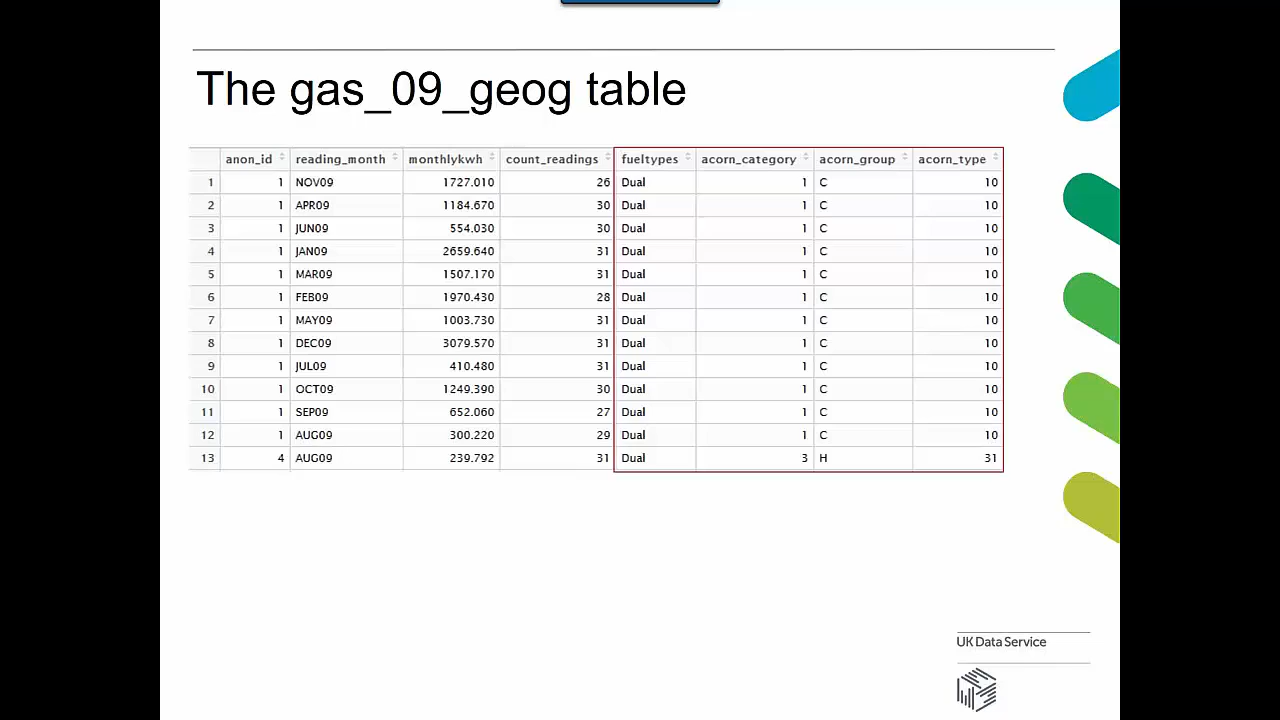 The gas_09_geog table
anon_id reading_month monthlykwh count_readings fueltypes acorn_category acorn_group acorn_type
1 1 NOV09 1727.010 26 Dual 1 C 10
2 1 APR09 1184.670 30 Dual 1 C 10
3 1 JUN09 554.030 30 Dual 1 C 10
4 1 JAN09 2659.640 31 Dual 1 C 10
5 1 MAR09 1507.170 31 Dual 1 C 10
6 1 FEB09 1970.430 28 Dual 1 C 10
7 1 MAY09 1003.730 31 Dual 1 C 10
8 1 DEC09 3079.570 31 Dual 1 C 10
9 1 JUL09 410.480 31 Dual 1 C 10
10 1 OCT09 1249.390 30 Dual 1 C 10
11 1 SEP09 652.060 27 Dual 1 C 10
12 1 AUG09 300.220 29 Dual 1 C 10
13 4 AUG09 239.792 31 Dual 3 H 31
UK Data Service